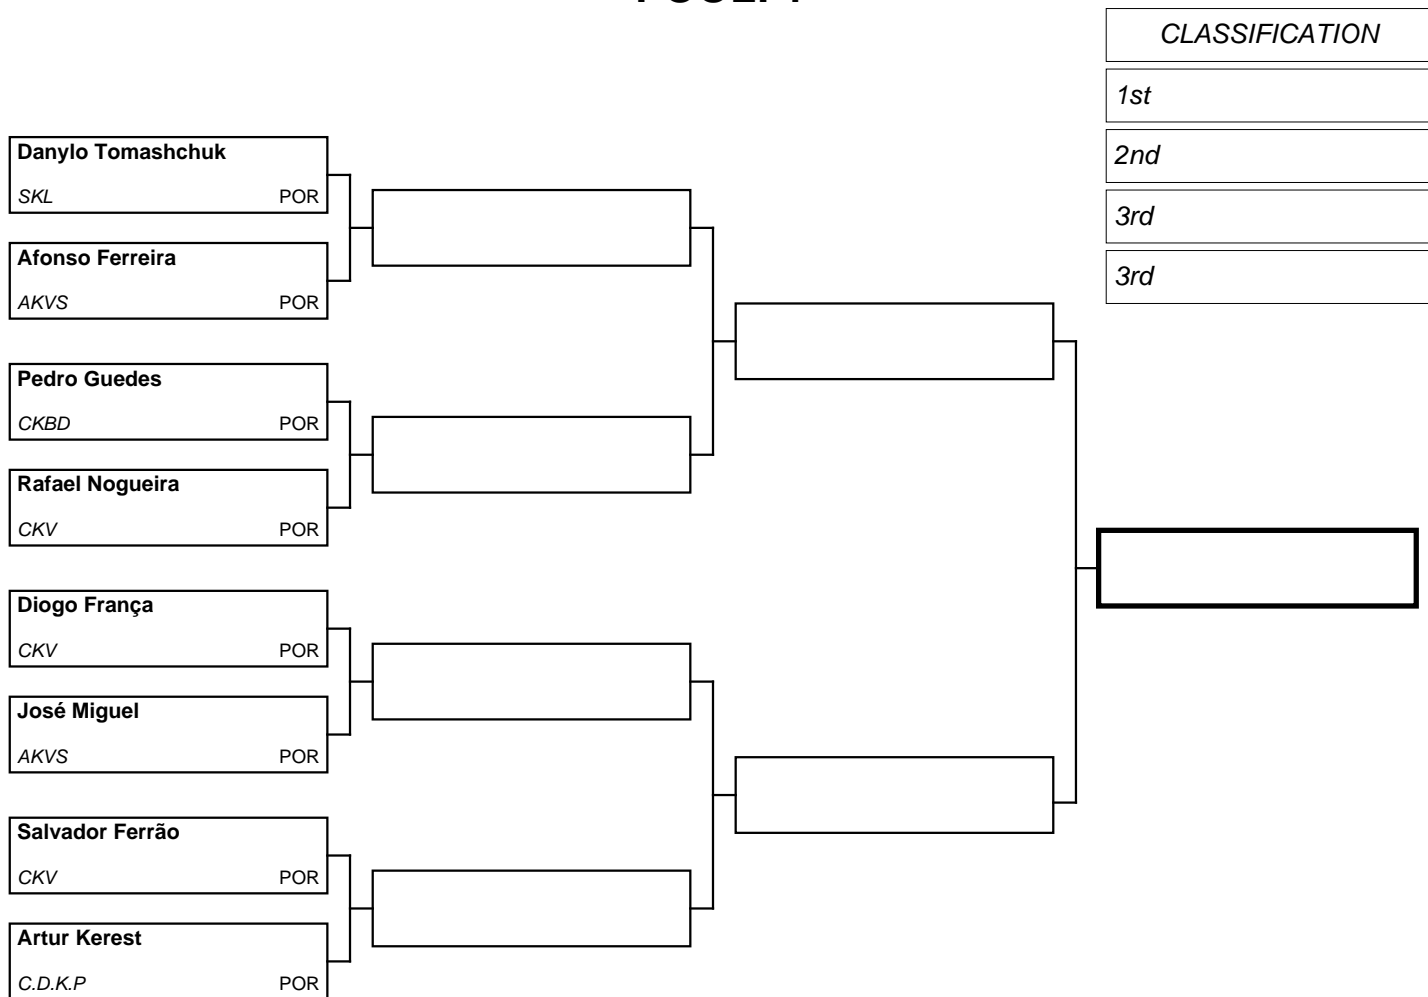 CLASSIFICATION
1st
2nd
3rd
3rd
Danylo Tomashchuk
SKL POR
Afonso Ferreira
AKVS POR
Pedro Guedes
CKBD POR
Rafael Nogueira
CKV POR
Diogo França
CKV POR
José Miguel
AKVS POR
Salvador Ferrão
CKV POR
Artur Kerest
C.D.K.P POR